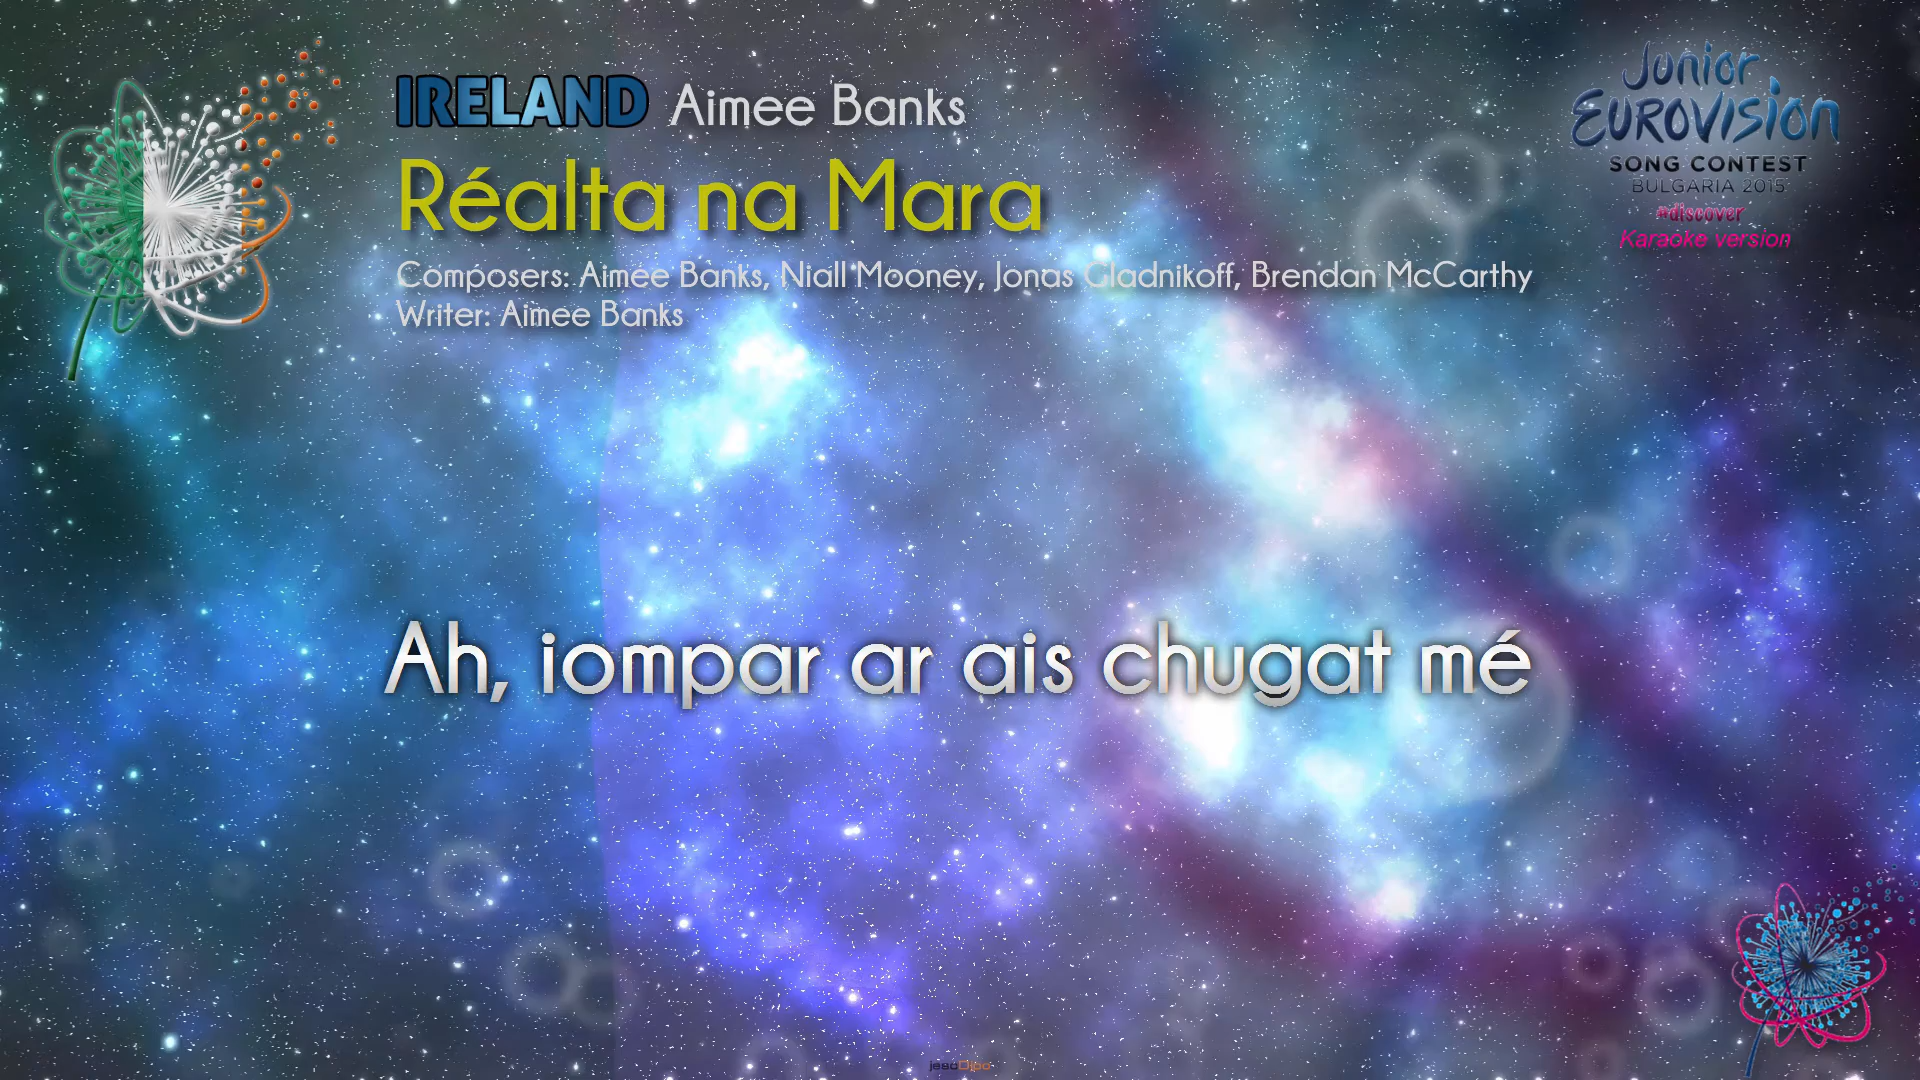 IRELAND Aimee Banks
Réalta na Mara
Composers: Aimee Banks, Niall Mooney, Jonas Gladnikoff, Brendan McCarthy
Writer: Aimee Banks
Junior
EUROVISION
SONG CONTEST
BULGARIA 2015
#discover
Karaoke version
Ah, iompar ar ais chugat mé